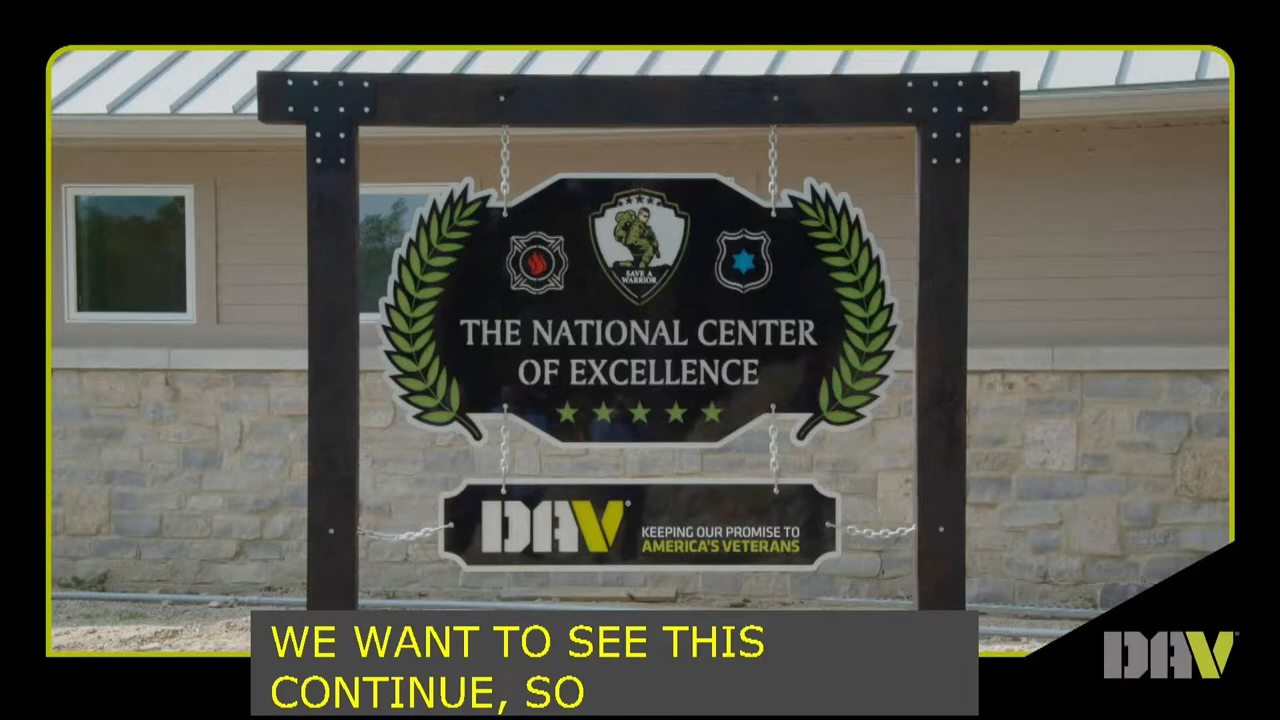 SAVE A
WARRIOR
THE NATIONAL CENTER
OF EXCELLENCE
DAV®
KEEPING OUR PROMISE TO
AMERICA'S VETERANS
WE WANT TO SEE THIS
CONTINUE, SO
DAV